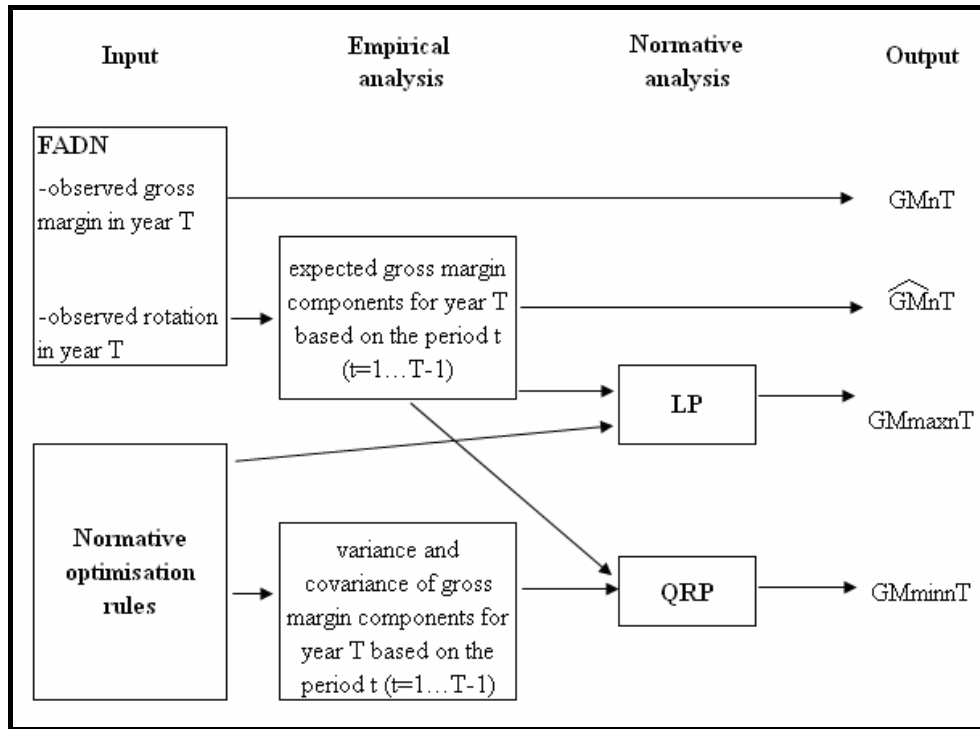 Input
Empirical
analysis
Normative
analysis
Output
FADN
-observed gross
margin in year T
-observed rotation
in year T
expected gross margin
components for year T
based on the period t
(t=1…T-1)
Normative
optimisation
rules
variance and
covariance of gross
margin components for
year T based on the
period t (t=1…T-1)
LP
QRP
GMnT
G͡MnT
GMmaxnT
GMminnT